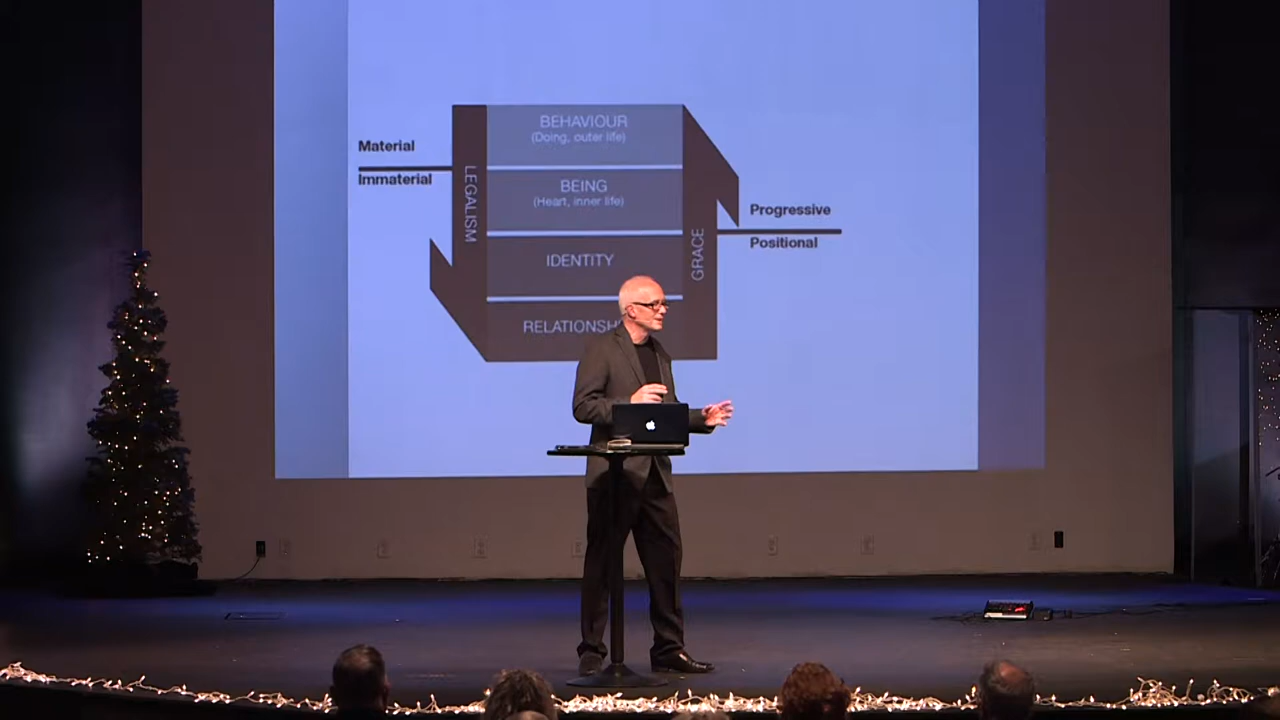 BEHAVIOUR
(Doing, outer life)
Material
Immaterial
LEGALISM
BEING
(Heart, inner life)
Progressive
Positional
GRACE
IDENTITY